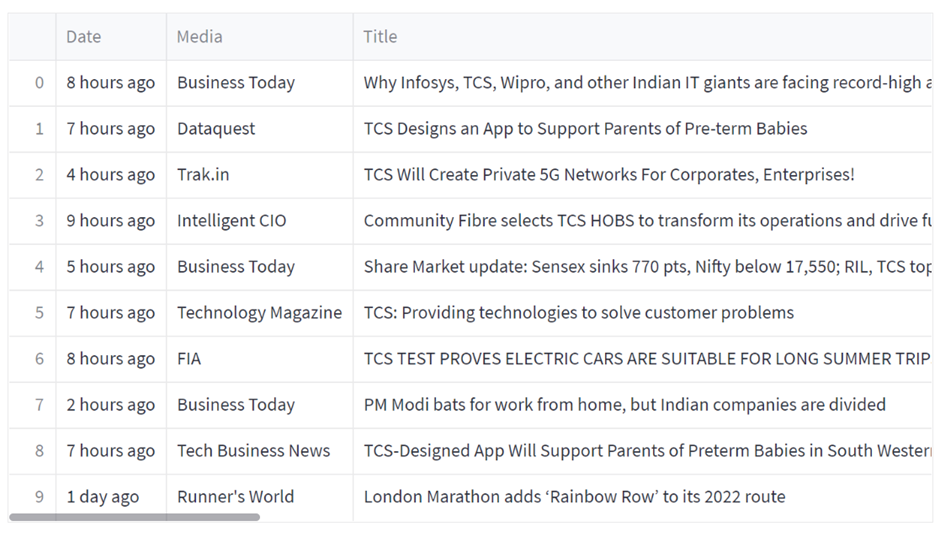 Date Media Title
0 8 hours ago Business Today Why Infosys, TCS, Wipro, and other Indian IT giants are facing record-high
1 7 hours ago Dataquest TCS Designs an App to Support Parents of Pre-term Babies
2 4 hours ago Trak.in TCS Will Create Private 5G Networks For Corporates, Enterprises!
3 9 hours ago Intelligent CIO Community Fibre selects TCS HOBS to transform its operations and drive
4 5 hours ago Business Today Share Market update: Sensex sinks 770 pts, Nifty below 17,550; RIL, TCS top
5 7 hours ago Technology Magazine TCS: Providing technologies to solve customer problems
6 8 hours ago FIA TCS TEST PROVES ELECTRIC CARS ARE SUITABLE FOR LONG SUMMER TRIP
7 2 hours ago Business Today PM Modi bats for work from home, but Indian companies are divided
8 7 hours ago Tech Business News TCS-Designed App Will Support Parents of Preterm Babies in South Wester
9 1 day ago Runner's World London Marathon adds ‘Rainbow Row’ to its 2022 route